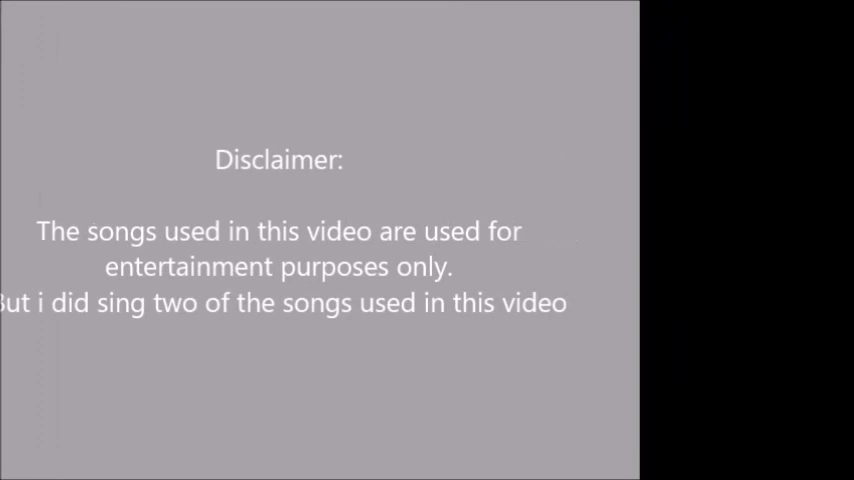 Disclaimer:
The songs used in this video are used for
entertainment purposes only.
But i did sing two of the songs used in this video